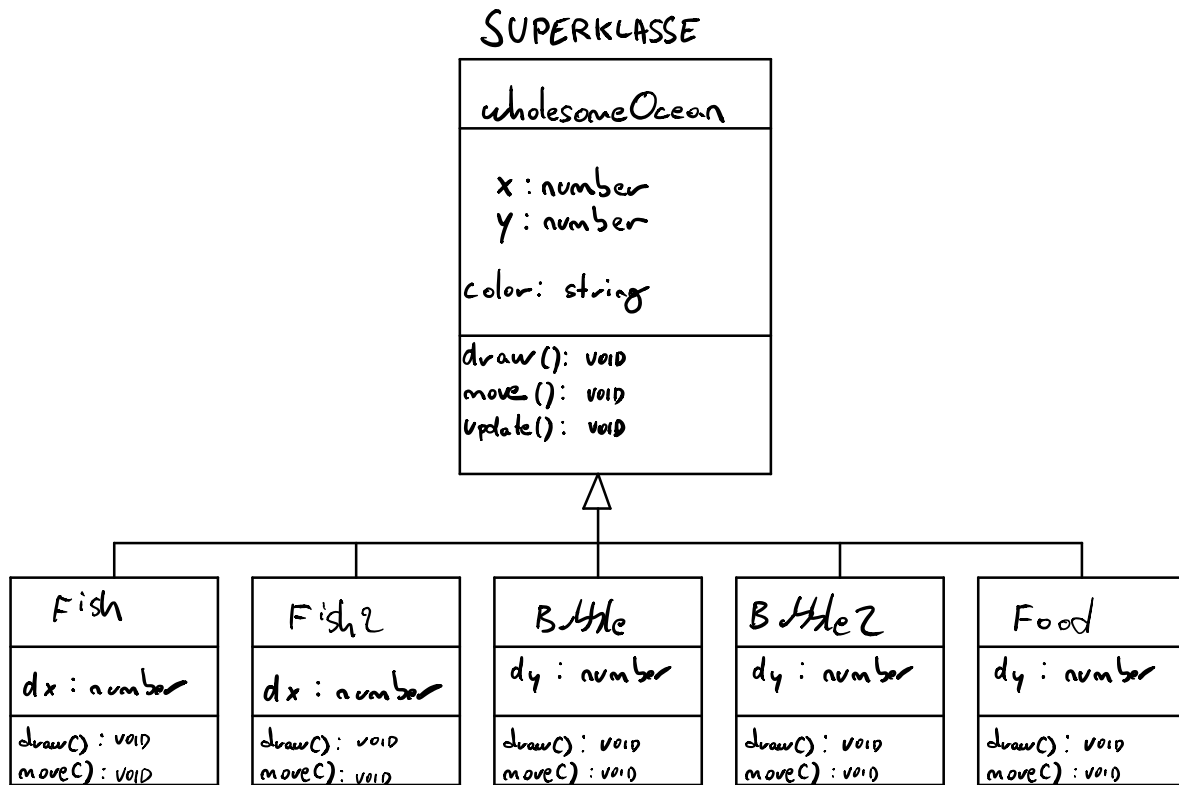 SUPERKLASSE
wholesomeOcean
x : number
y : number
color: string
draw(): VOID
move(): VOID
update(): VOID
Fish
dx : number
draw() : VOID
move() : VOID
Fish2
dx : number
draw() : VOID
move() : VOID
Bubble
dy : number
draw() : VOID
move() : VOID
Bubble2
dy : number
draw() : VOID
move() : VOID
Food
dy : number
draw() : VOID
move() : VOID